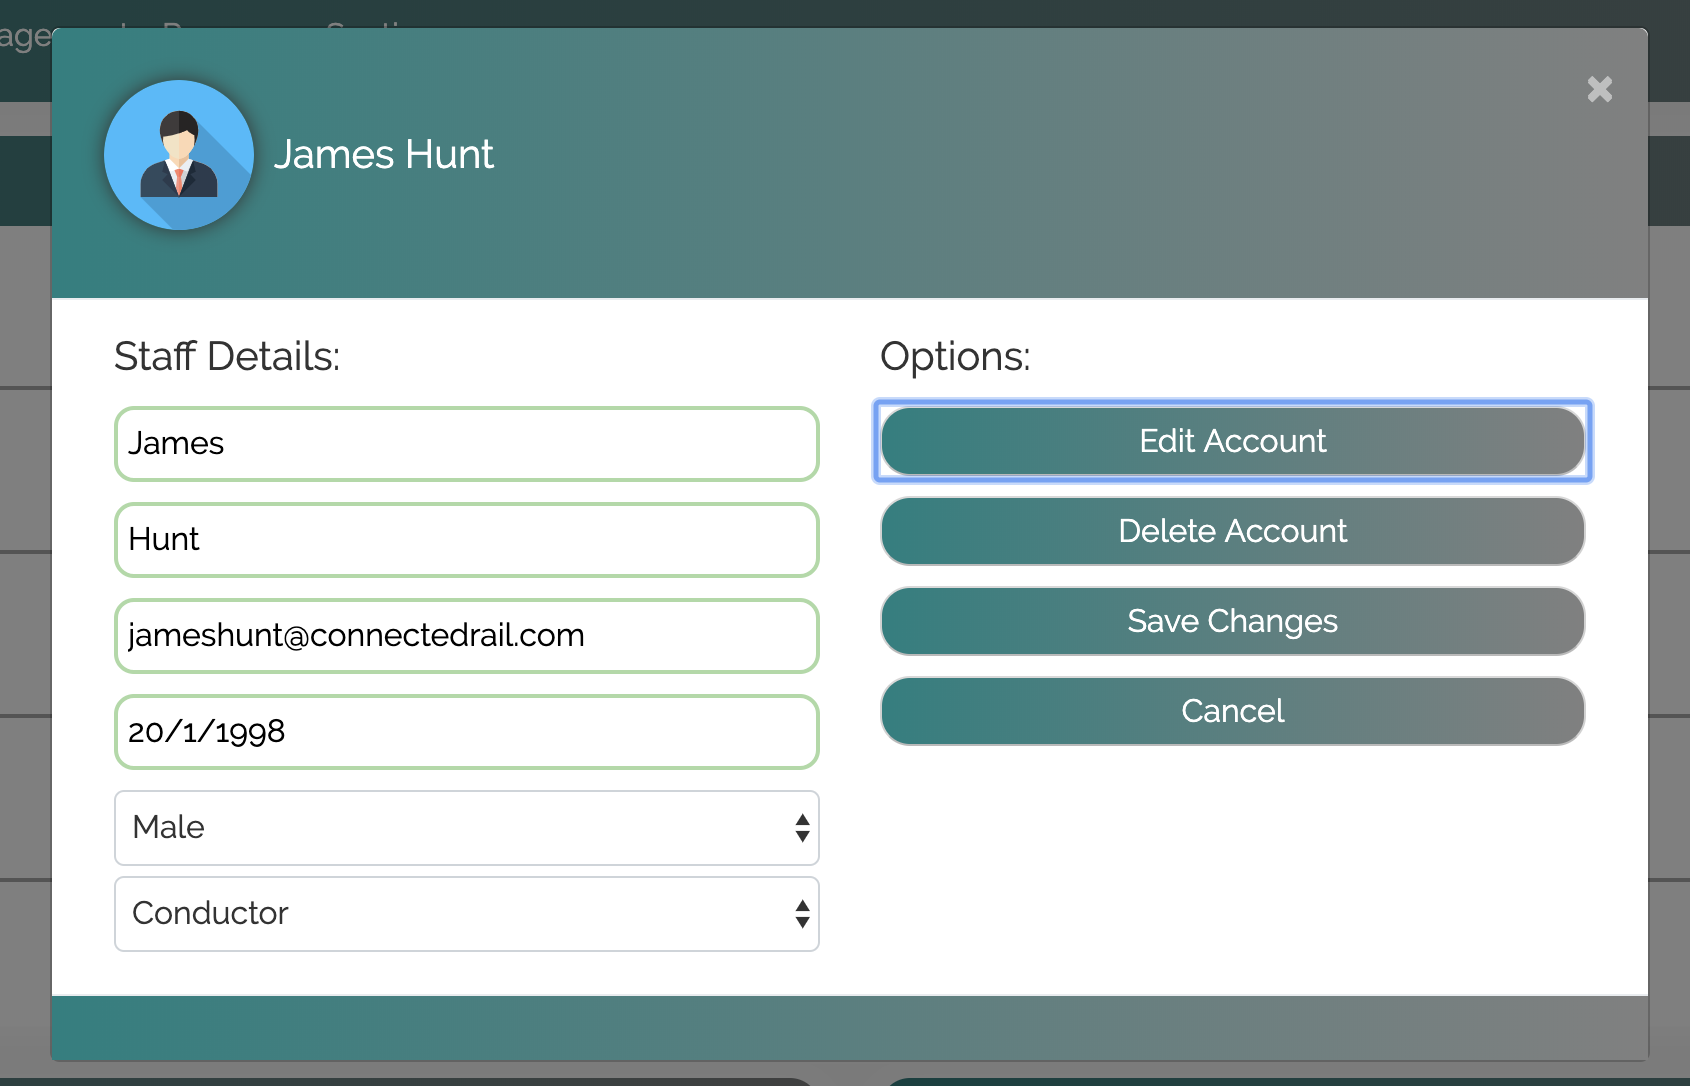 James Hunt
Staff Details:
James
Hunt
jameshunt@connectedrail.com
20/1/1998
Male
Conductor
Options:
Edit Account
Delete Account
Save Changes
Cancel